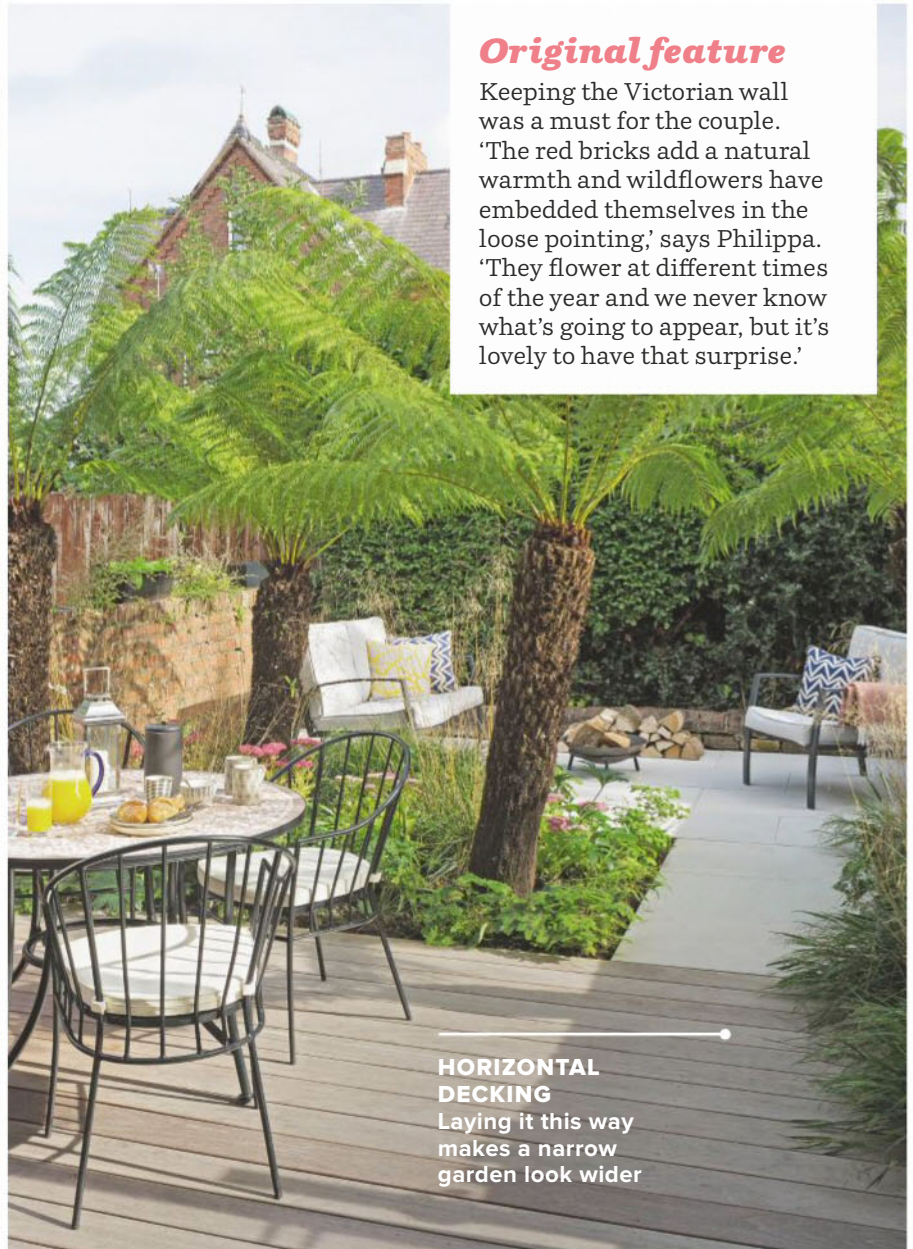 Original feature
Keeping the Victorian wall
was a must for the couple.
‘The red bricks add a natural
warmth and wildflowers have
embedded themselves in the
loose pointing,’ says Philippa.
‘They flower at different times
of the year and we never know
what’s going to appear, but it’s
lovely to have that surprise.’
HORIZONTAL
DECKING
Laying it this way
makes a narrow
garden look wider